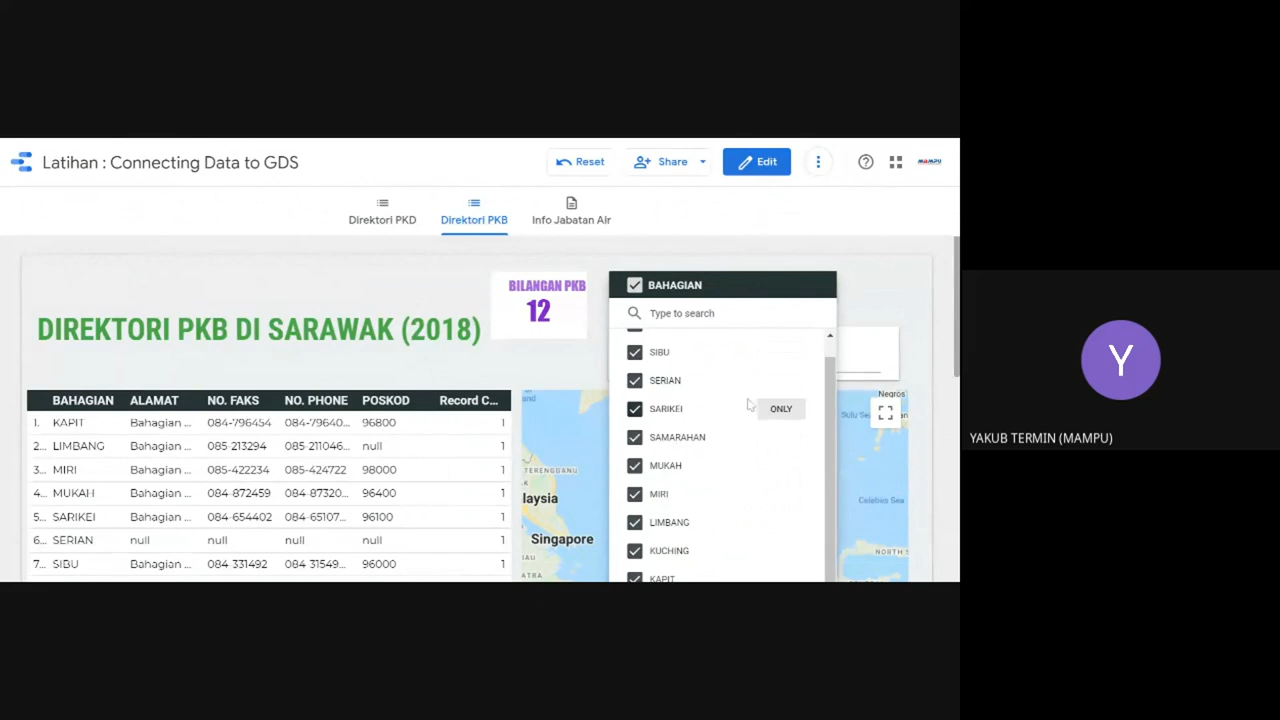 Latihan : Connecting Data to GDS
Reset
Share
Edit
MAMPU
Direktori PKD
Direktori PKB
Info Jabatan Air
DIREKTORI PKB DI SARAWAK (2018)
BILANGAN PKB
12
BAHAGIAN
Type to search
SIBU
SERIAN
SARIKEI
ONLY
SAMARAHAN
MUKAH
MIRI
LIMBANG
KUCHING
KAPIT
BAHAGIAN ALAMAT NO. FAKS NO. PHONE POSKOD Record C...
1. KAPIT Bahagian ... 084-796454 084-79640... 96800 1
2... LIMBANG Bahagian ... 085-213294 085-211046... null 1
3... MIRI Bahagian ... 085-422234 085-424722 98000 1
4... MUKAH Bahagian ... 084-872459 084-87320... 96400 1
5... SARIKEI Bahagian ... 084-654402 084-65107... 96100 1
6... SERIAN null null null null 1
7... SIBU Bahagian ... 084-331492 084-31549... 96000 1
TERENGGANU
laysia
Singapore
Negros
Celebes Sea
NORTH S
YAKUB TERMIN (MAMPU)
Y